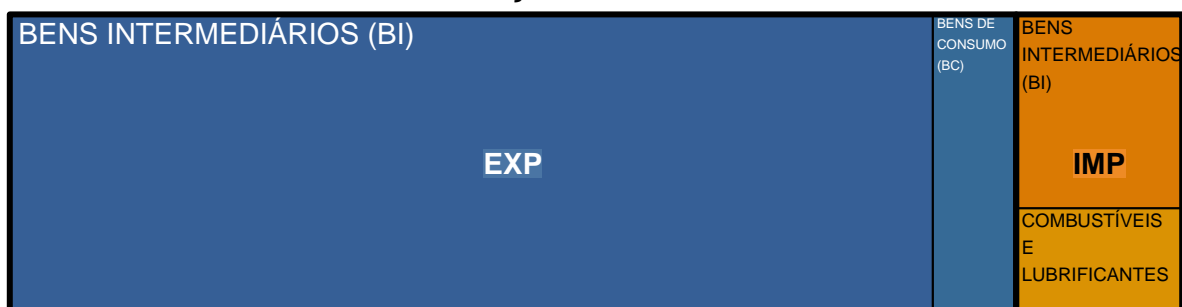 BENS INTERMEDIÁRIOS (BI)
EXP
BENS DE
CONSUMO
(BC)
BENS
INTERMEDIÁRIOS
(BI)
IMP
COMBUSTÍVEIS
E
LUBRIFICANTES